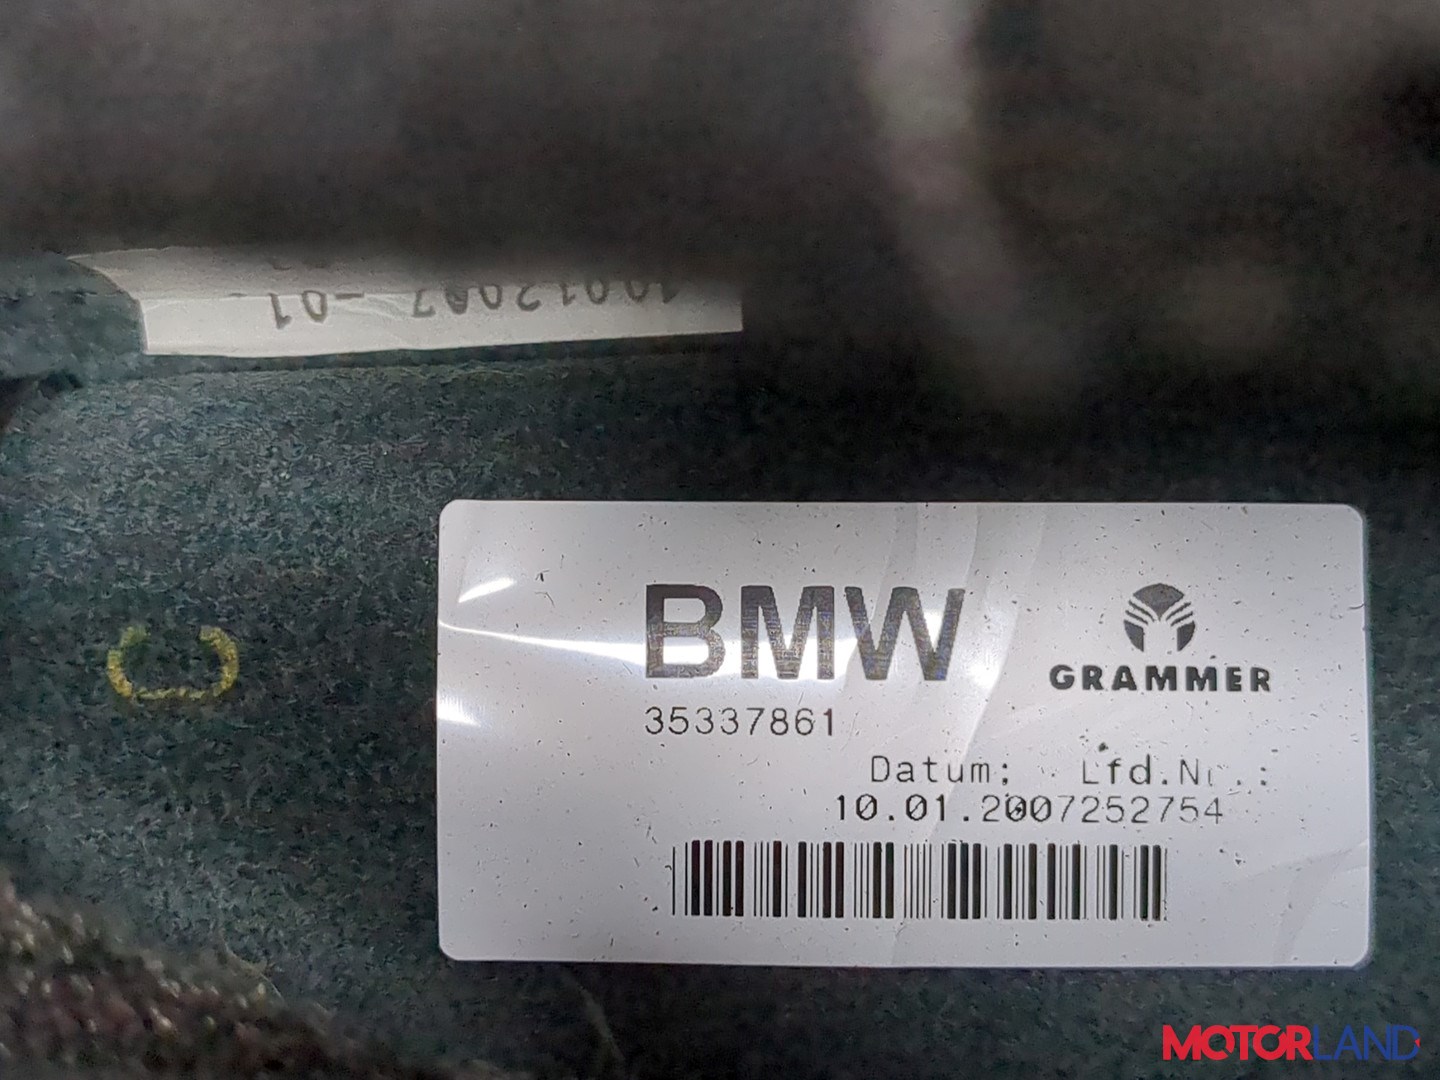 10012007 -01
BMW
GRAMMER
35337861
Datum: Lfd.Nr.:
10.01.2007252754
MOTORLAND